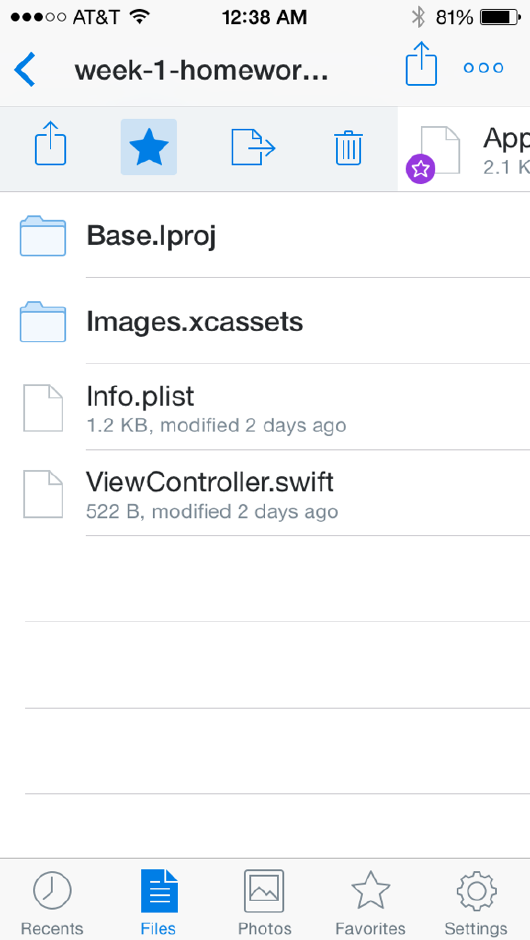 AT&T 12:38 AM 81%
week-1-homewor...
App
2.1 K
Base.lproj
Images.xcassets
Info.plist
1.2 KB, modified 2 days ago
ViewController.swift
522 B, modified 2 days ago
Recents Files Photos Favorites Settings